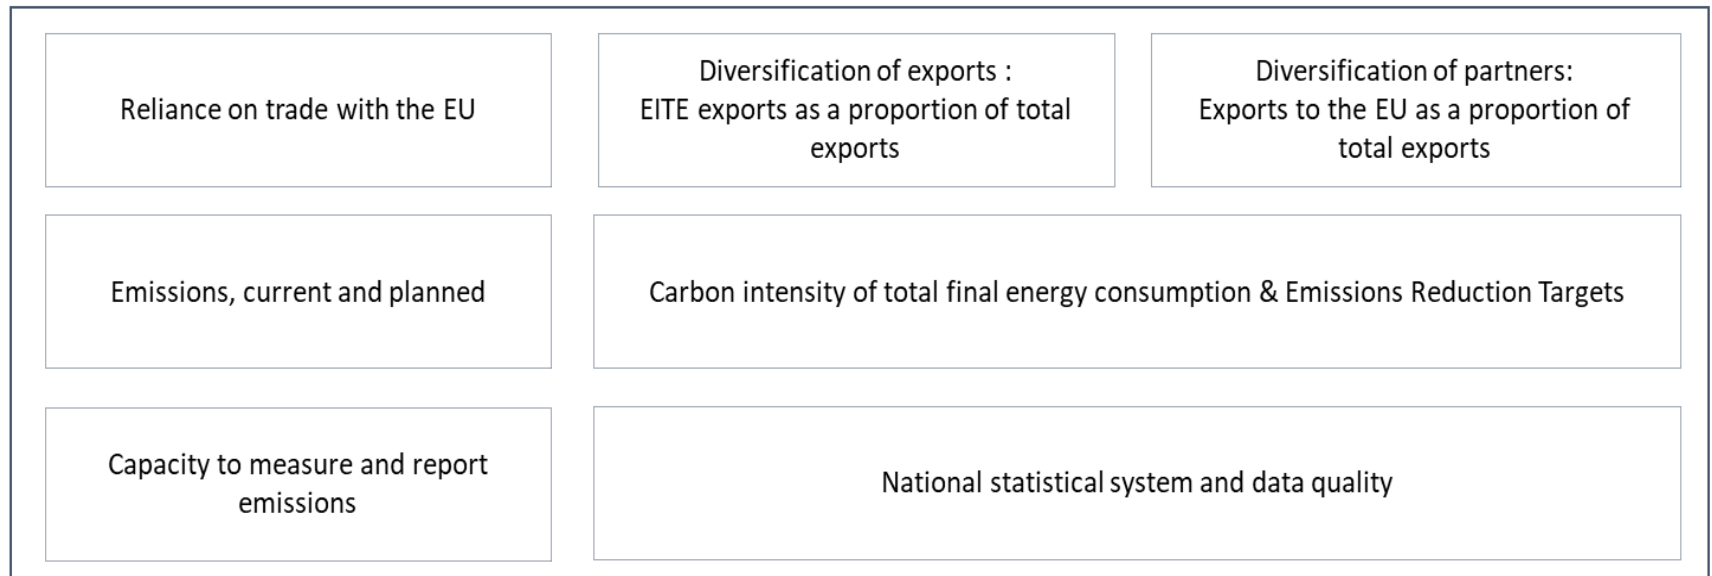 Reliance on trade with the EU
Diversification of exports :
EITE exports as a proportion of total
exports
Diversification of partners:
Exports to the EU as a proportion of
total exports
Emissions, current and planned
Carbon intensity of total final energy consumption & Emissions Reduction Targets
Capacity to measure and report
emissions
National statistical system and data quality